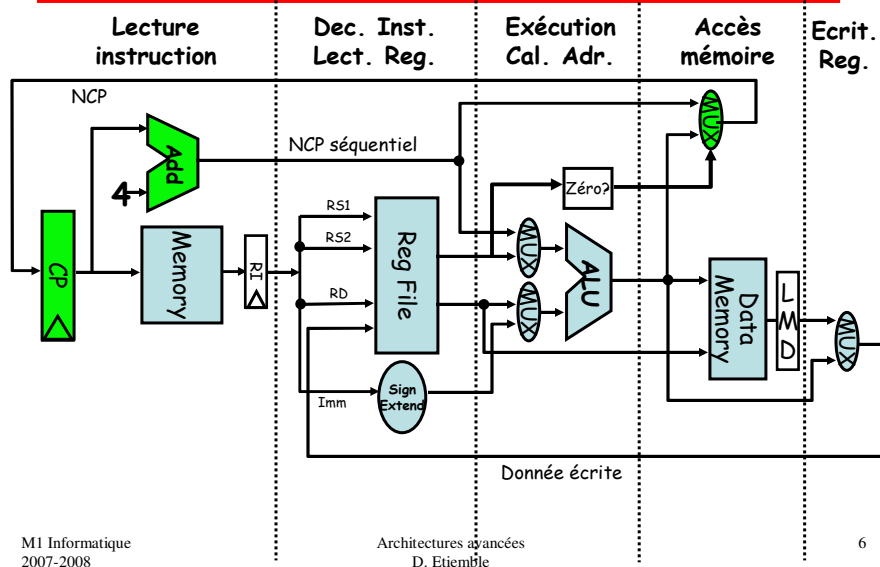 Lecture
instruction
Dec. Inst.
Lect. Reg.
Exécution
Cal. Adr.
Accès
mémoire
Ecrit.
Reg.
NCP
NCP séquentiel
Add
4
MUX
Zéro?
RS1
RS2
RD
Imm
CP
Memory
RI
Reg File
Sign
Extend
MUX
MUX
ALU
Data
Memory
L
M
D
MUX
Donnée écrite
M1 Informatique
2007-2008
Architectures avancées
D. Etiemble
6